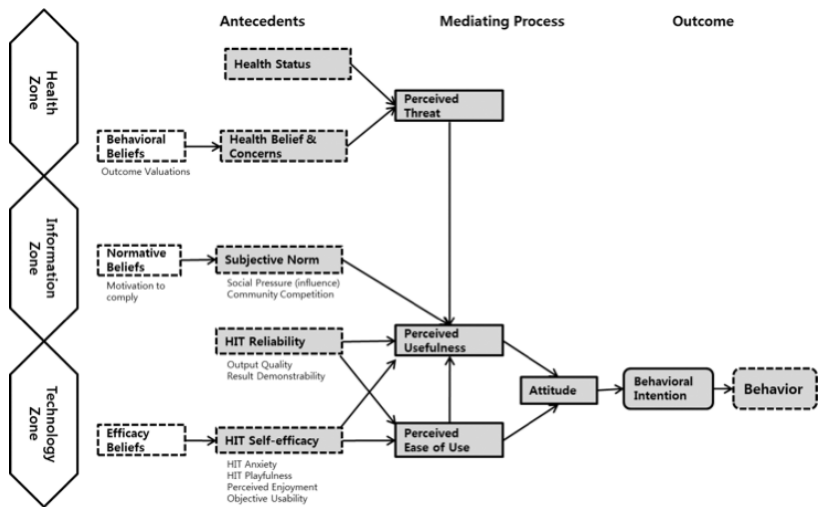 Antecedents
Mediating Process
Outcome
Health
Zone
Health Status
Perceived
Threat
Behavioral
Beliefs
Outcome Valuations
Health Belief &
Concerns
Information
Zone
Normative
Beliefs
Motivation to
comply
Subjective Norm
Social Pressure (influence)
Community Competition
HIT Reliability
Output Quality
Result Demonstrability
Perceived
Usefulness
Attitude
Behavioral
Intention
Behavior
Technology
Zone
Efficacy
Beliefs
HIT Self-efficacy
HIT Anxiety
HIT Playfulness
Perceived Enjoyment
Objective Usability
Perceived
Ease of Use